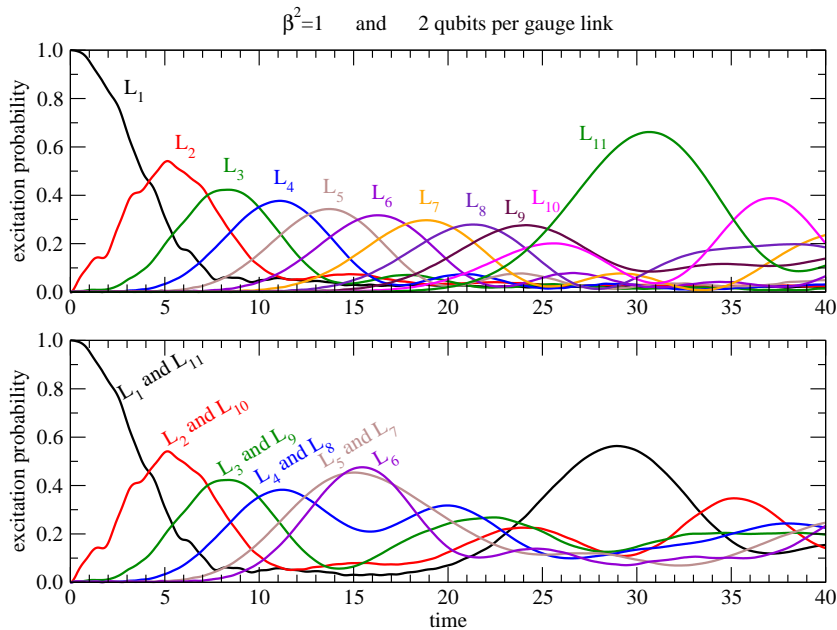 β²=1 and 2 qubits per gauge link
excitation probability
1.0
0.8
0.6
0.4
0.2
0.0
L₁
L₂
L₃
L₄
L₅
L₆
L₇
L₈
L₉
L₁₀
L₁₁
0 5 10 15 20 25 30 35 40
excitation probability
1.0
0.8
0.6
0.4
0.2
0.0
L₁ and L₁₁
L₂ and L₁₀
L₃ and L₉
L₄ and L₈
L₅ and L₇
L₆
0 5 10 15 20 25 30 35 40
time